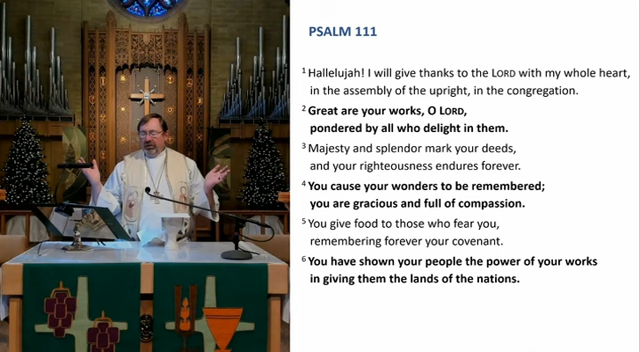 PSALM 111
1 Hallelujah! I will give thanks to the LORD with my whole heart,
in the assembly of the upright, in the congregation.
2 Great are your works, O LORD,
pondered by all who delight in them.
3 Majesty and splendor mark your deeds,
and your righteousness endures forever.
4 You cause your wonders to be remembered;
you are gracious and full of compassion.
5 You give food to those who fear you,
remembering forever your covenant.
6 You have shown your people the power of your works
in giving them the lands of the nations.